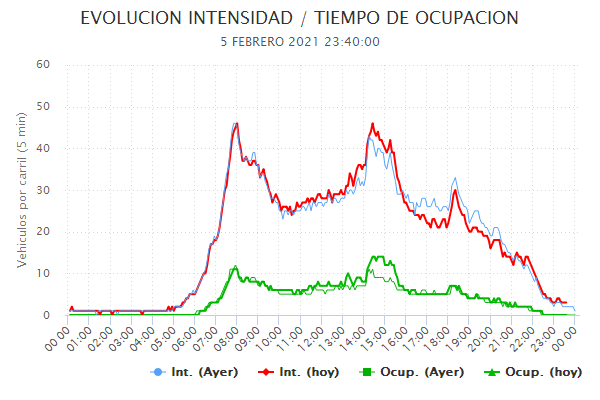 EVOLUCION INTENSIDAD / TIEMPO DE OCUPACION
5 FEBRERO 2021 23:40:00
Vehículos por carril (5 min)
60
50
40
30
20
10
0
00:00 01:00 02:00 03:00 04:00 05:00 06:00 07:00 08:00 09:00 10:00 11:00 12:00 13:00 14:00 15:00 16:00 17:00 18:00 19:00 20:00 21:00 22:00 23:00 00:00
Int. (Ayer) Int. (hoy) Ocup. (Ayer) Ocup. (hoy)